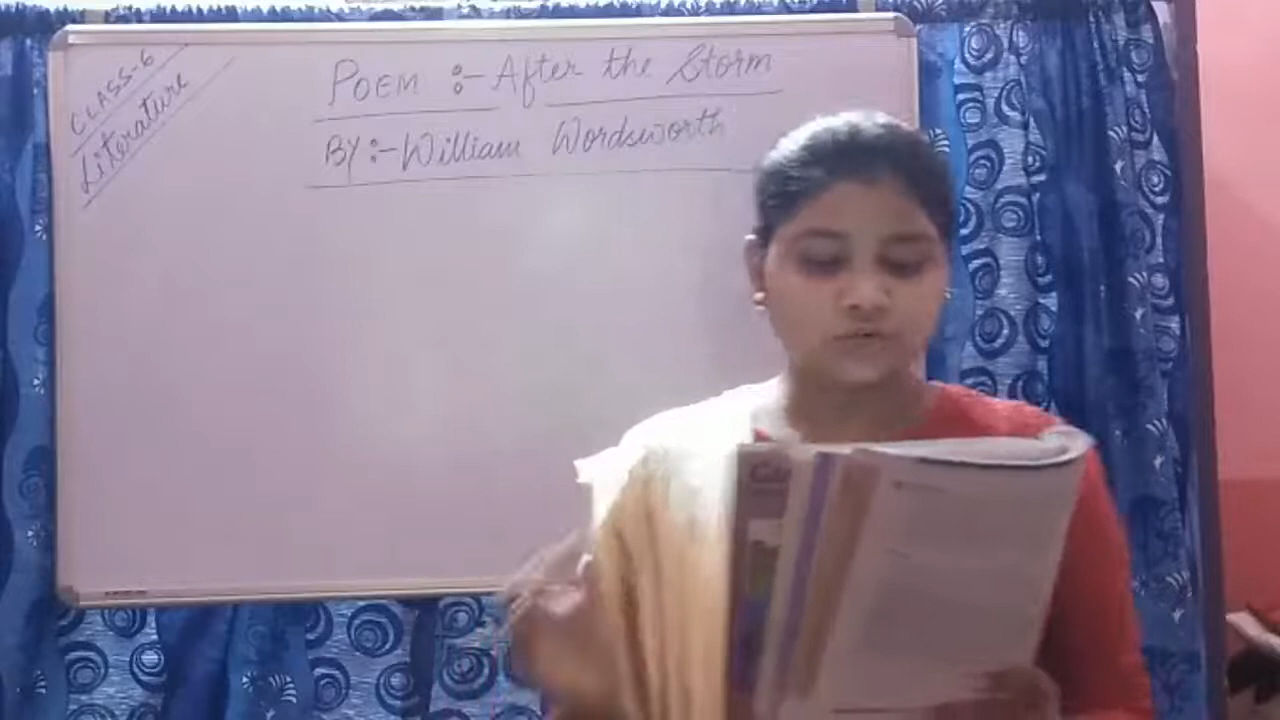 CLASS-6
Literature
POEM :- After the Storm
BY :- William Wordsworth